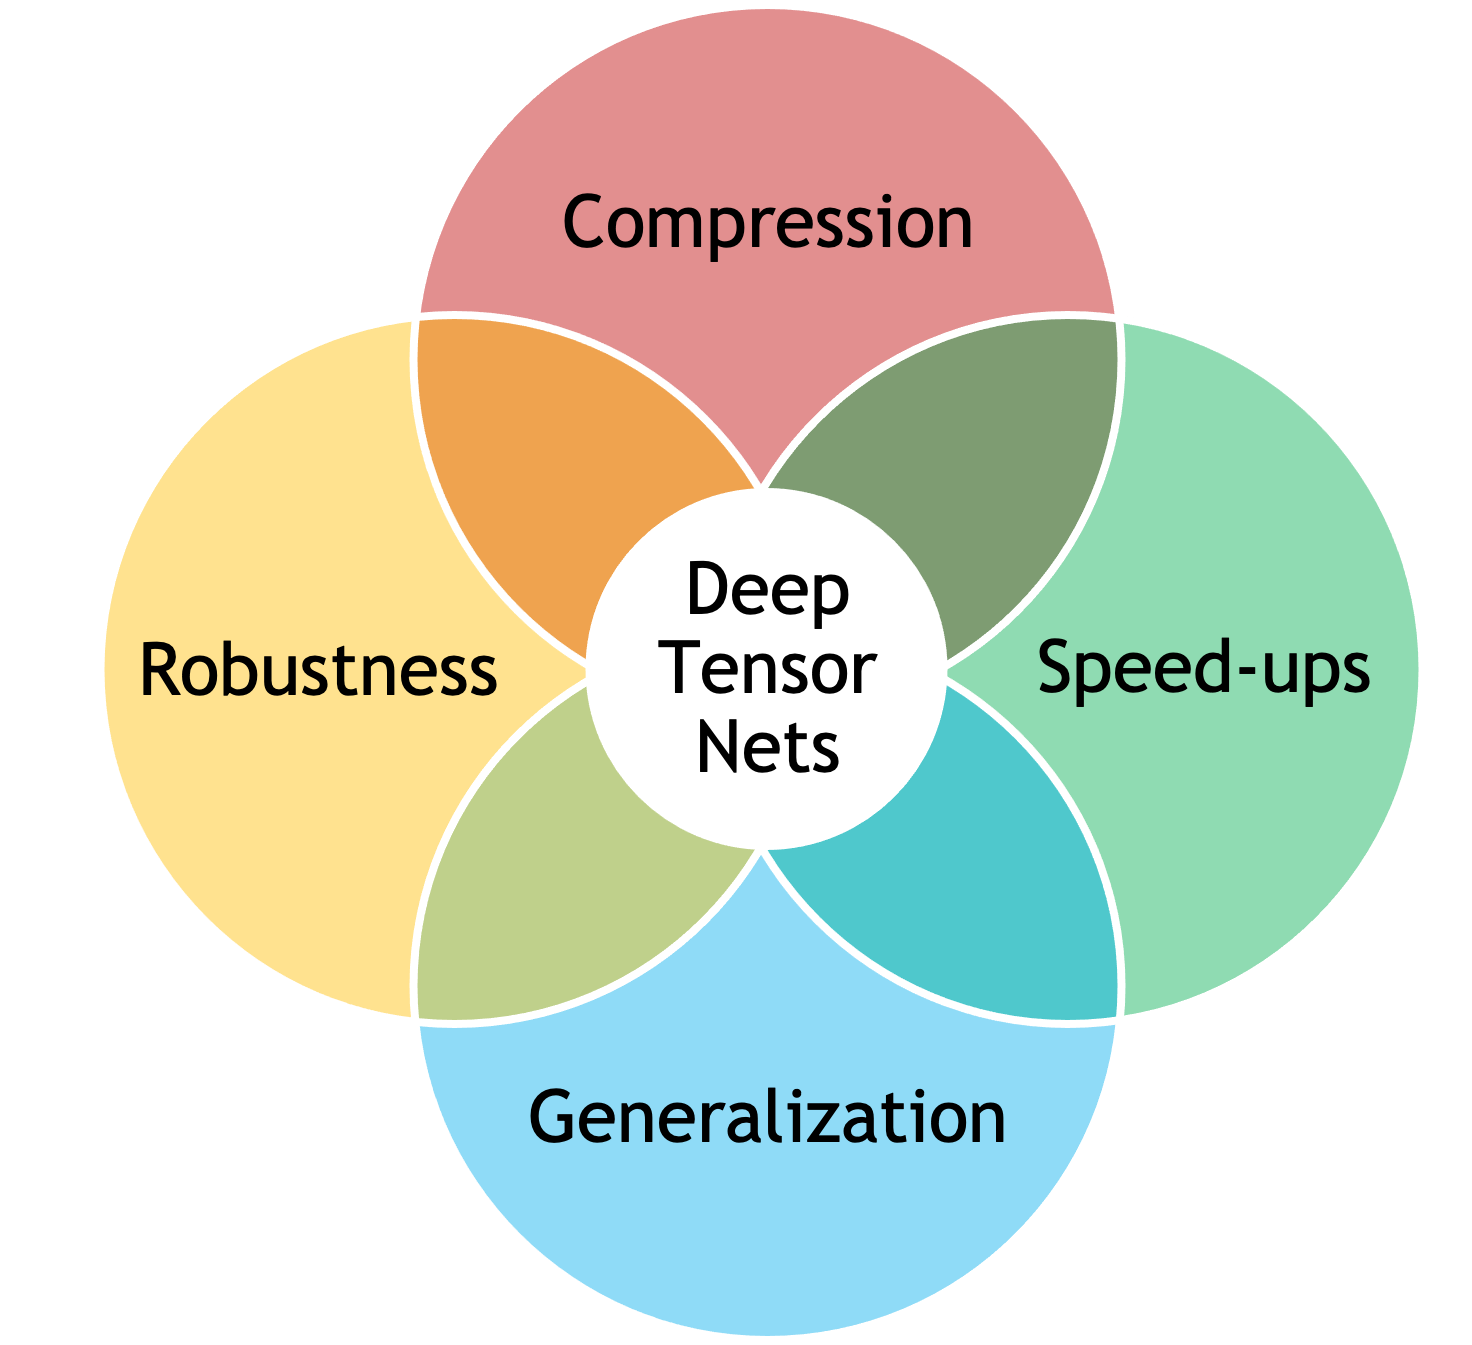 Compression
Deep
Tensor
Nets
Robustness
Speed-ups
Generalization